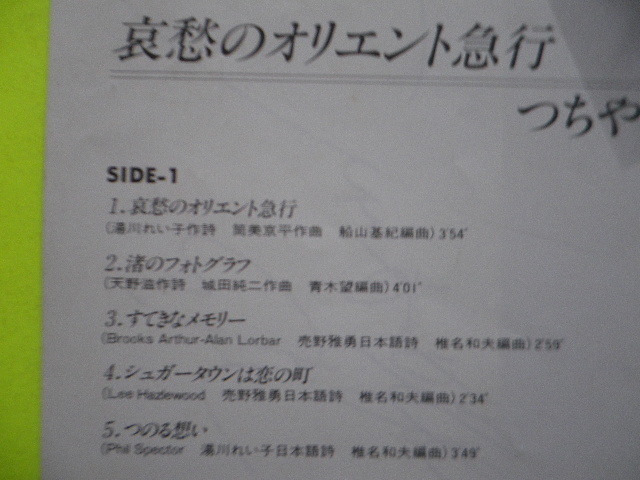 哀愁のオリエント急行
つちや
SIDE-1
1.哀愁のオリエント急行
(湯川れい子作詩 筒美京平作曲 船山基紀編曲)3'54"
2.渚のフォトグラフ
(天野滋作詩 城田純二作曲 青木望編曲)4'01"
3.すてきなメモリー
(Brooks Arthur-Alan Lorbar 売野雅勇日本語詩 椎名和夫編曲)2'59"
4.シュガータウンは恋の町
(Lee Hazlewood 売野雅勇日本語詩 椎名和夫編曲)2'34"
5.つのる想い
(Phil Spector 湯川れい子日本語詩 椎名和夫編曲)3'49"